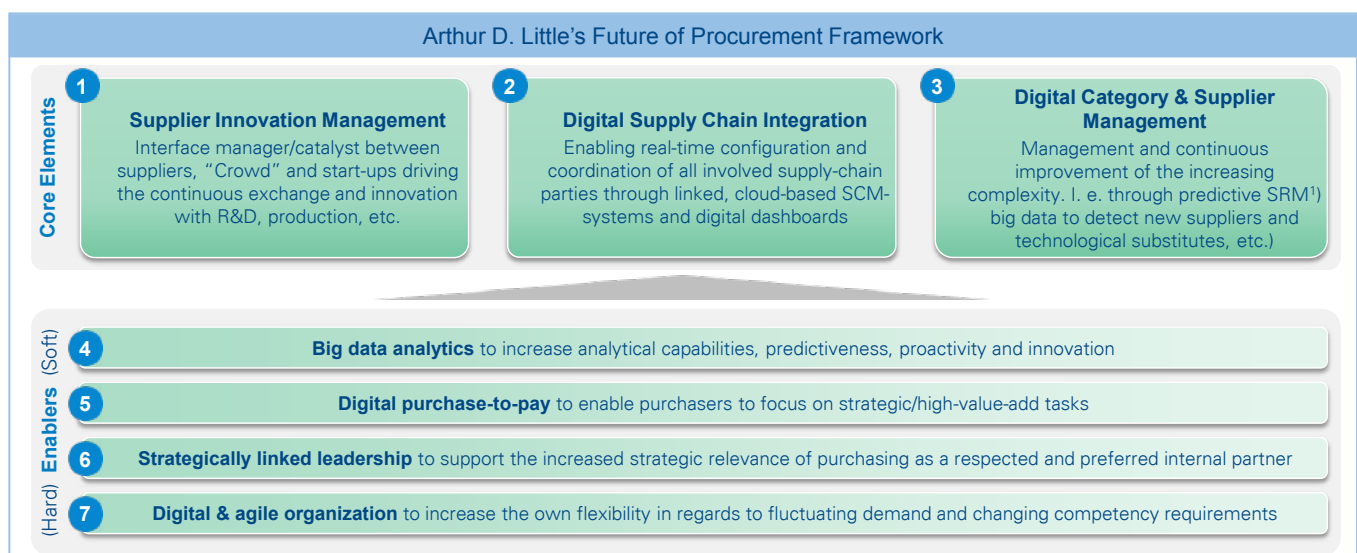 Arthur D. Little's Future of Procurement Framework
Core Elements
1
Supplier Innovation Management
Interface manager/catalyst between
suppliers, “Crowd” and start-ups driving
the continuous exchange and innovation
with R&D, production, etc.
2
Digital Supply Chain Integration
Enabling real-time configuration and
coordination of all involved supply-chain
parties through linked, cloud-based SCM-
systems and digital dashboards
3
Digital Category & Supplier
Management
Management and continuous
improvement of the increasing
complexity. I. e. through predictive SRM¹)
big data to detect new suppliers and
technological substitutes, etc.)
(Hard) Enablers (Soft)
4
Big data analytics to increase analytical capabilities, predictiveness, proactivity and innovation
5
Digital purchase-to-pay to enable purchasers to focus on strategic/high-value-add tasks
6
Strategically linked leadership to support the increased strategic relevance of purchasing as a respected and preferred internal partner
7
Digital & agile organization to increase the own flexibility in regards to fluctuating demand and changing competency requirements